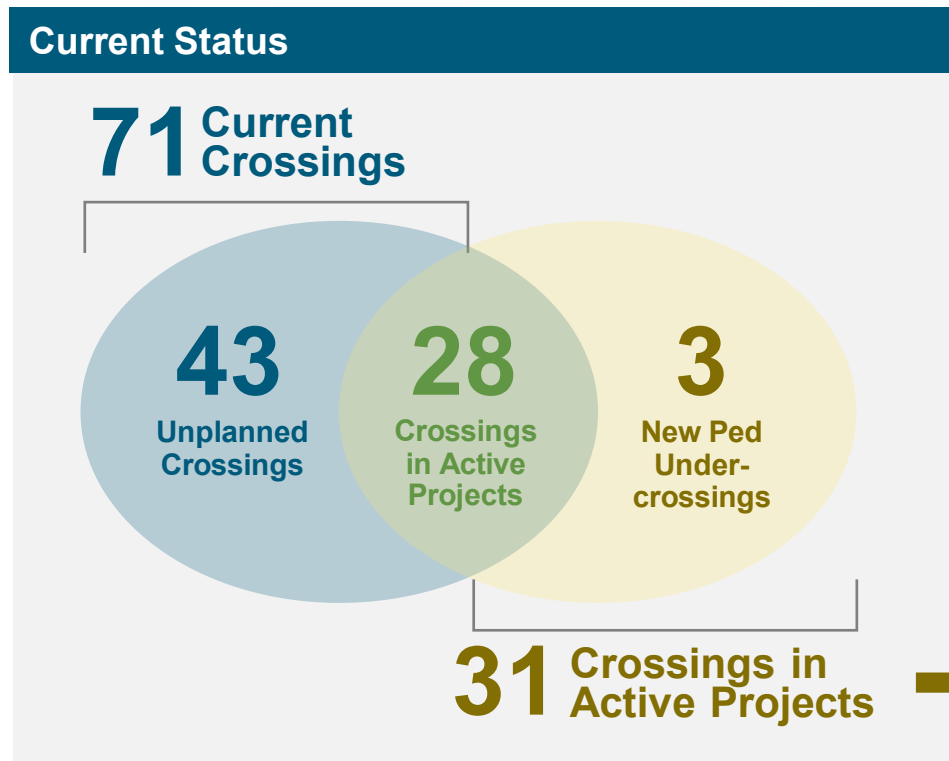 Current Status
71 Current
Crossings
43
Unplanned
Crossings
28
Crossings
in Active
Projects
3
New Ped
Under-
crossings
31 Crossings in
Active Projects